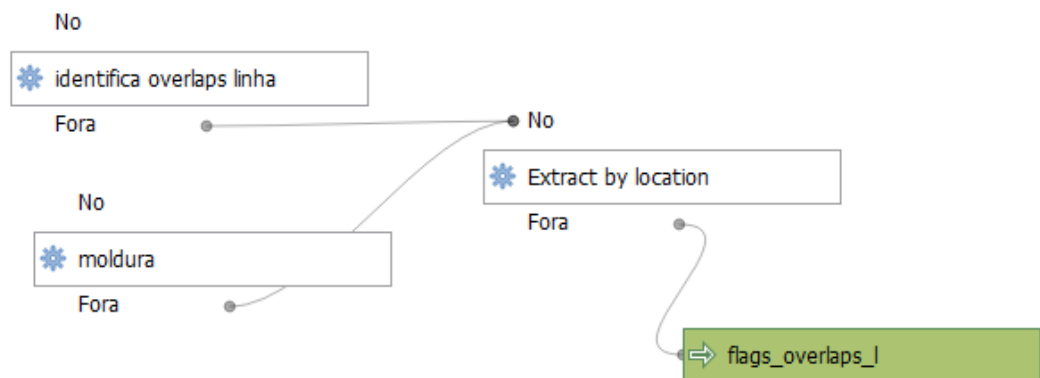 No
identifica overlaps linha
Fora
No
moldura
Fora
No
Extract by location
Fora
flags_overlaps_l